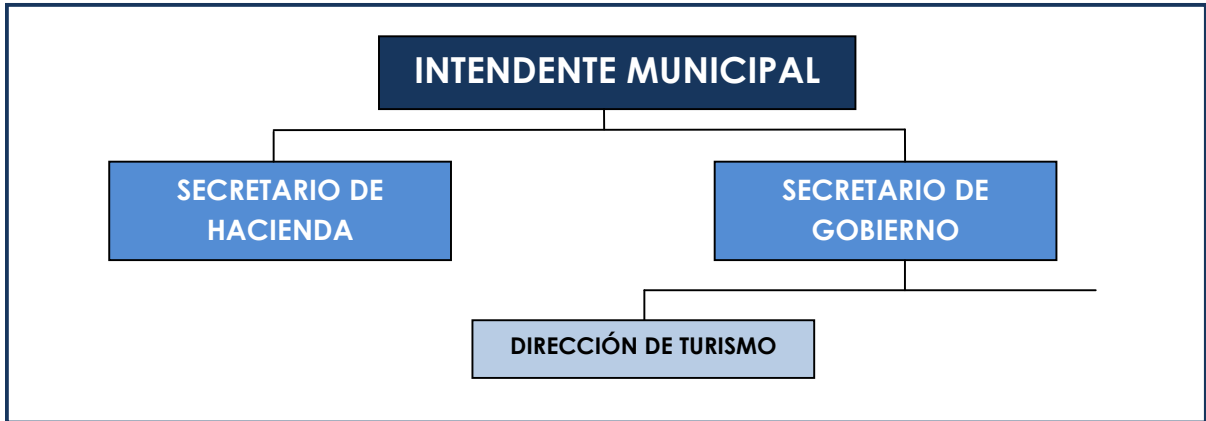 INTENDENTE MUNICIPAL
SECRETARIO DE
HACIENDA
SECRETARIO DE
GOBIERNO
DIRECCIÓN DE TURISMO